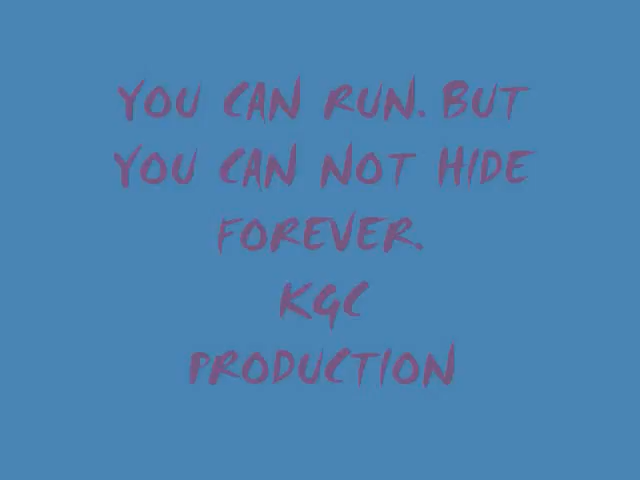 YOU CAN RUN. BUT
YOU CAN NOT HIDE
FOREVER.
KGC
PRODUCTION